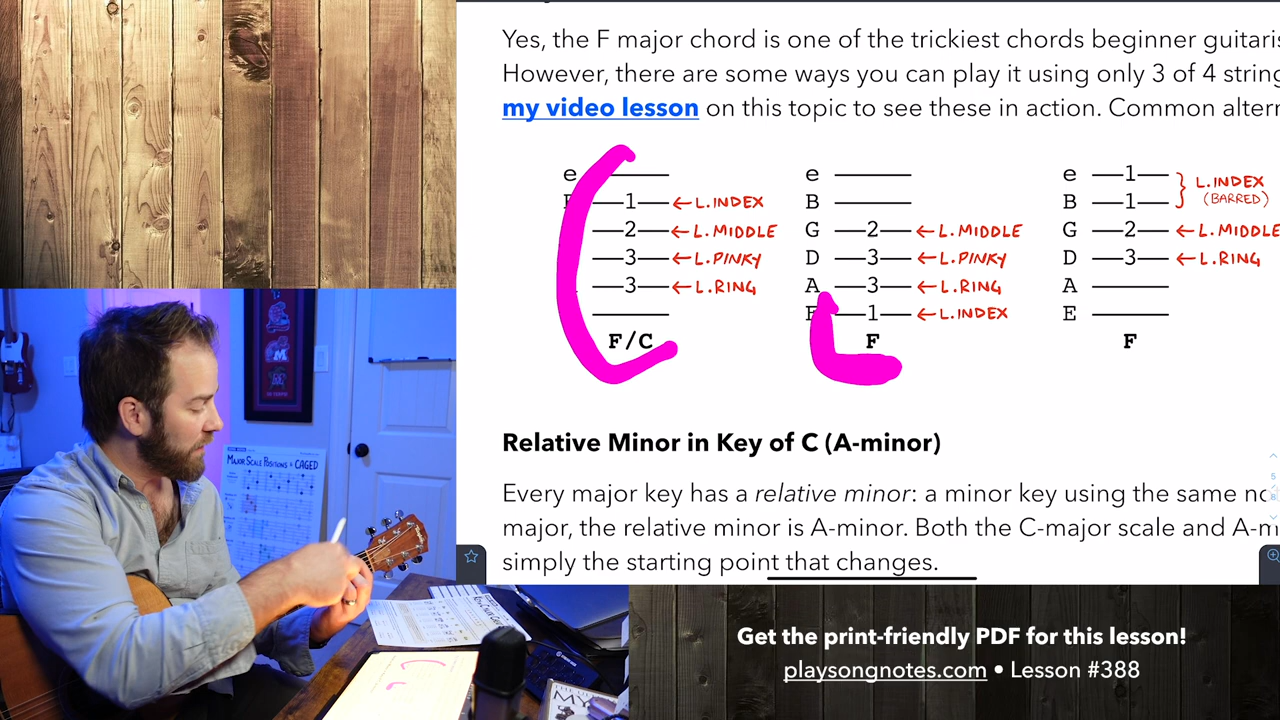 Yes, the F major chord is one of the trickiest chords beginner
However, there are some ways you can play it using only 3 of 4
my video lesson on this topic to see these in action. Common
e
1 ← L.INDEX
2 ← L.MIDDLE
3 ← L.PINKY
3 ← L.RING
F/C
e
B
G 2 ← L.MIDDLE
D 3 ← L.PINKY
A 3 ← L.RING
1 ← L.INDEX
F
e 1 } L.INDEX
B 1 (BARRED)
G 2 ← L.MIDDLE
D 3 ← L.RING
A
E
F
Relative Minor in Key of C (A-minor)
Every major key has a relative minor: a minor key using the same
major, the relative minor is A-minor. Both the C-major scale and
simply the starting point that changes.
MAJOR SCALE POSITIONS + CAGED
Get the print-friendly PDF for this lesson!
playsongnotes.com • Lesson #388